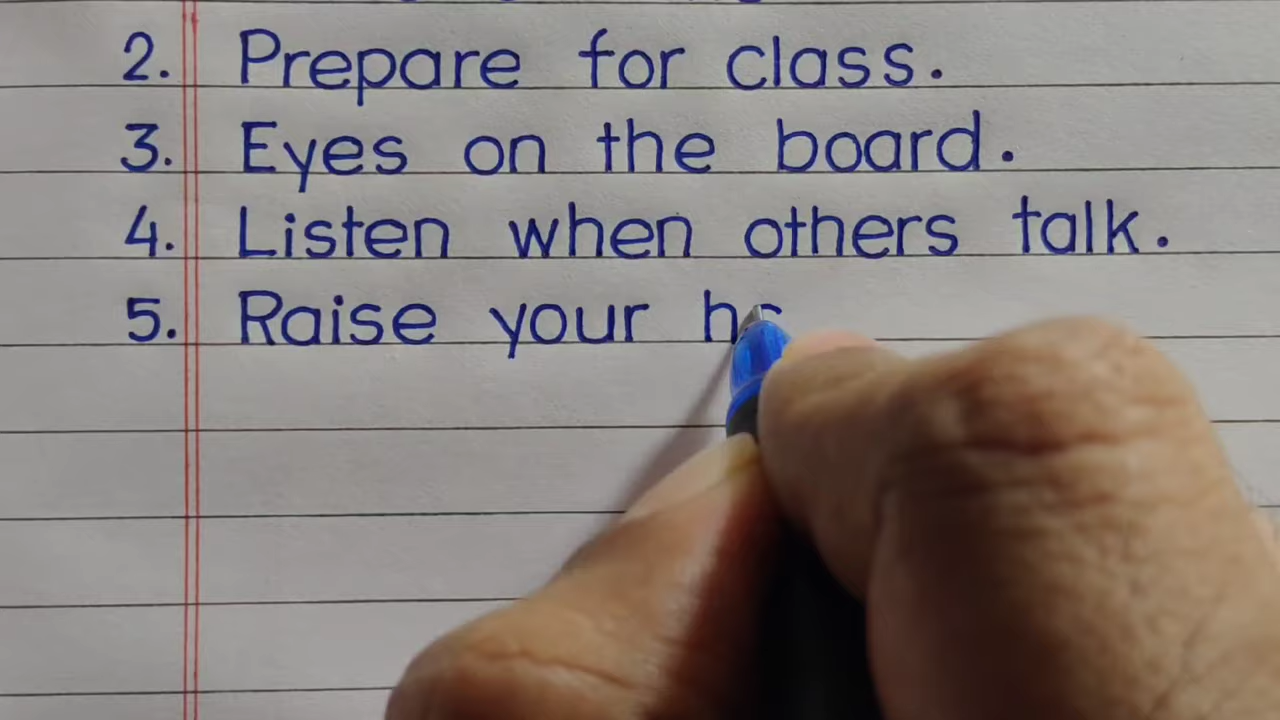 2. Prepare for class.
3. Eyes on the board.
4. Listen when others talk.
5. Raise your